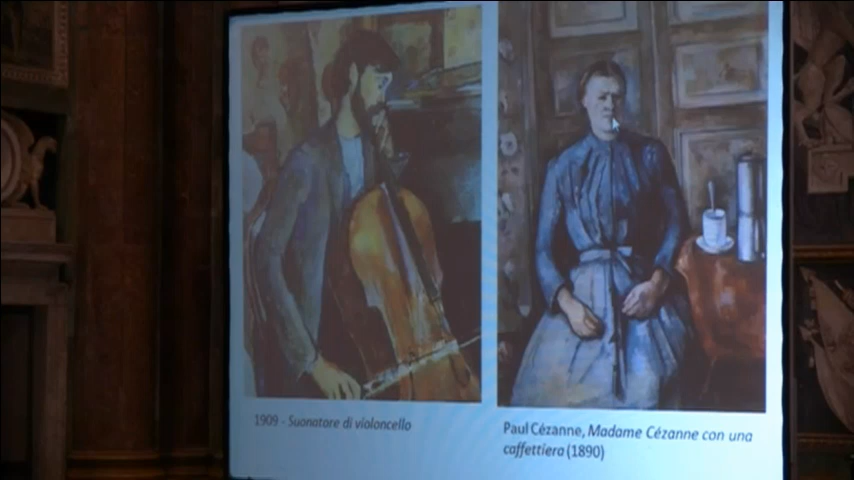 1909 - Suonatore di violoncello
Paul Cézanne, Madame Cézanne con una
caffettiera (1890)